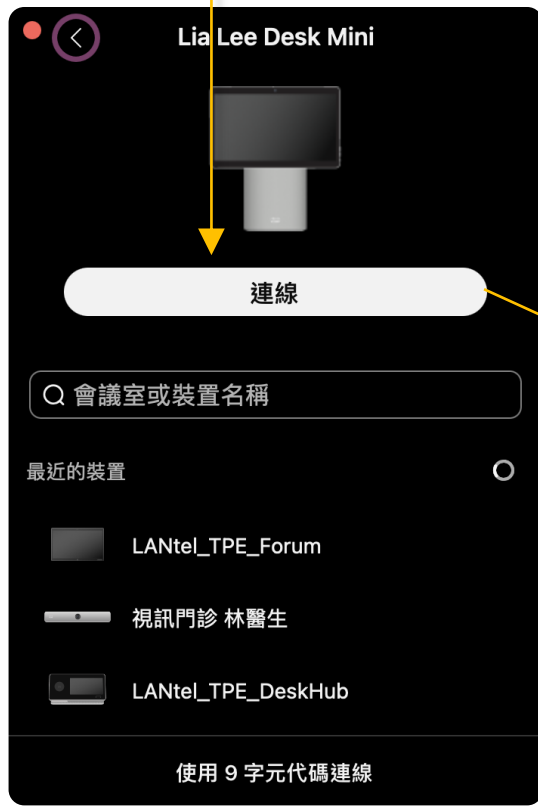 Lia Lee Desk Mini
連線
會議室或裝置名稱
最近的裝置
LANtel_TPE_Forum
視訊門診 林醫生
LANtel_TPE_DeskHub
使用 9 字元代碼連線